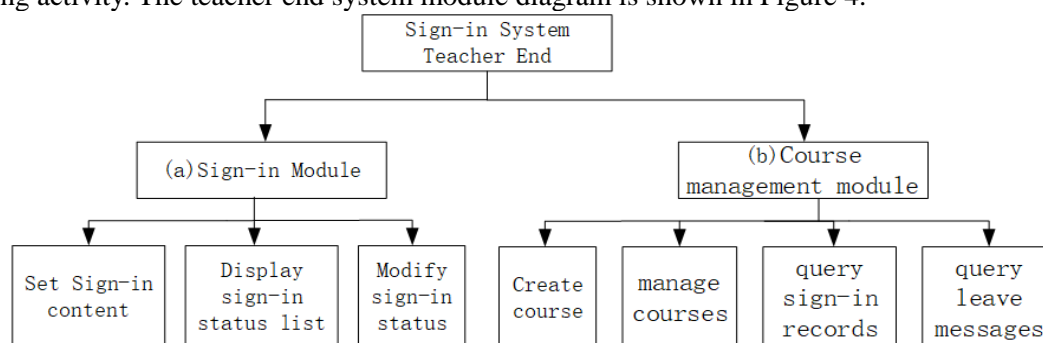 ng activity. The teacher end system module diagram is shown in Figure 4.
Sign-in System
Teacher End
(a)Sign-in Module
(b)Course
management module
Set Sign-in
content
Display
sign-in
status list
Modify
sign-in
status
Create
course
manage
courses
query
sign-in
records
query
leave
messages